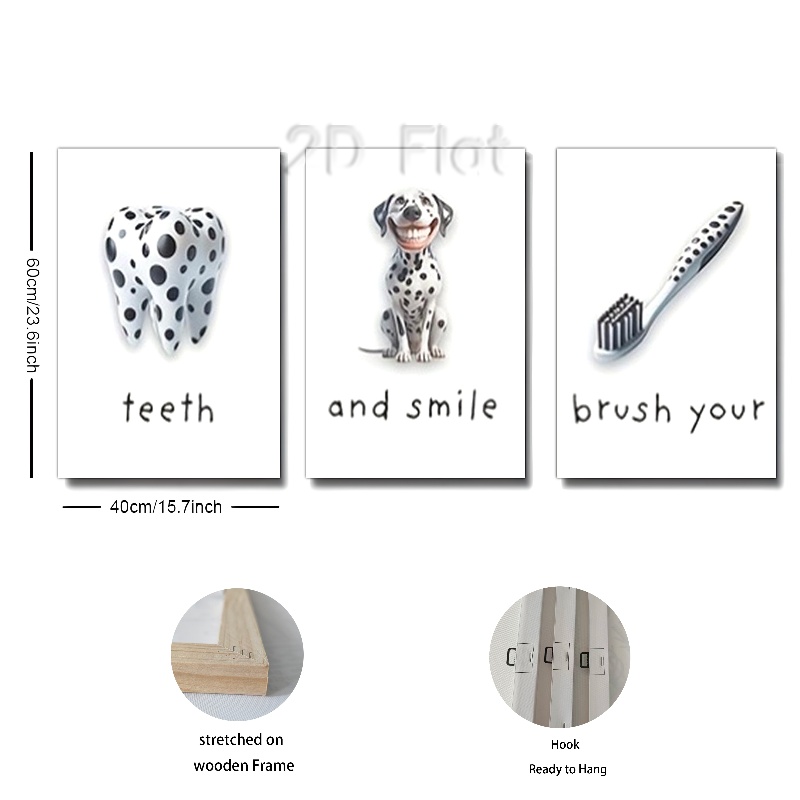 2D Flat
60cm/23.6inch
teeth
and smile
brush your
40cm/15.7inch
stretched on
wooden Frame
Hook
Ready to Hang